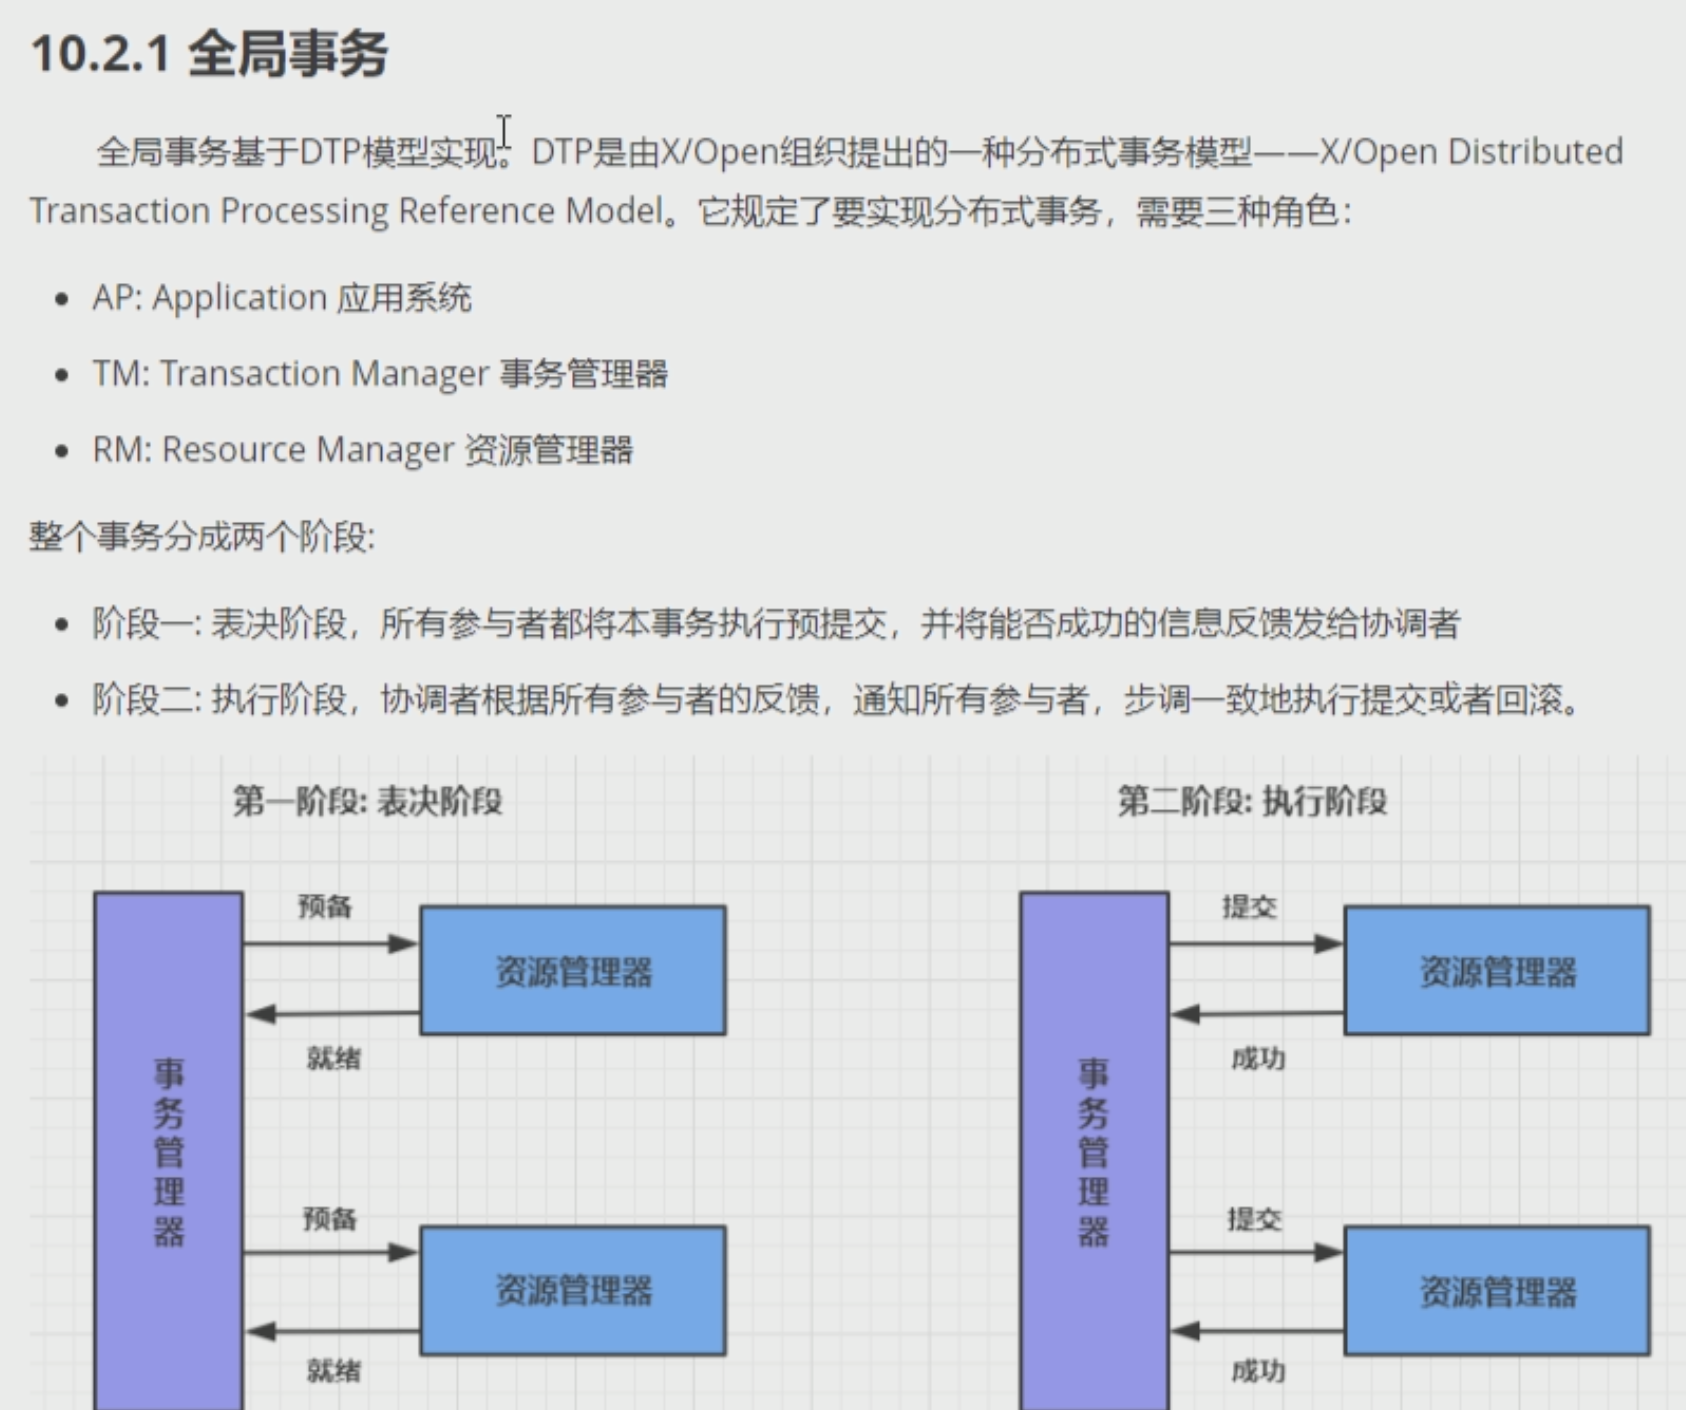 10.2.1 全局事务
全局事务基于DTP模型实现。DTP是由X/Open组织提出的一种分布式事务模型——X/Open Distributed
Transaction Processing Reference Model。它规定了要实现分布式事务，需要三种角色：
• AP: Application 应用系统
• TM: Transaction Manager 事务管理器
• RM: Resource Manager 资源管理器
整个事务分成两个阶段:
• 阶段一: 表决阶段，所有参与者都将本事务执行预提交，并将能否成功的信息反馈发给协调者
• 阶段二: 执行阶段，协调者根据所有参与者的反馈，通知所有参与者，步调一致地执行提交或者回滚。
第一阶段: 表决阶段
预备
资源管理器
就绪
事务管理器
预备
资源管理器
就绪
第二阶段: 执行阶段
提交
资源管理器
成功
事务管理器
提交
资源管理器
成功